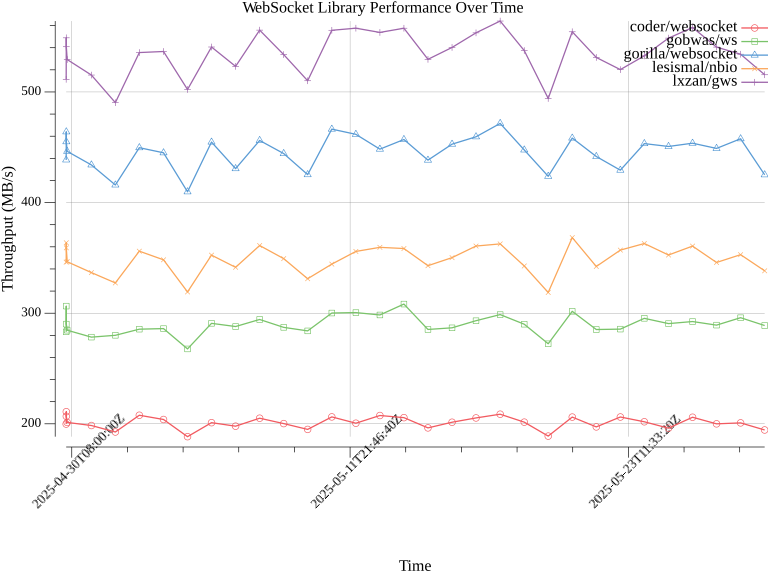 WebSocket Library Performance Over Time
coder/websocket
gobwas/ws
gorilla/websocket
lesismal/nbio
lxzan/gws
Throughput (MB/s)
500
400
300
200
2025-04-30T08:00:00Z
2025-05-11T21:46:40Z
2025-05-23T11:33:20Z
Time